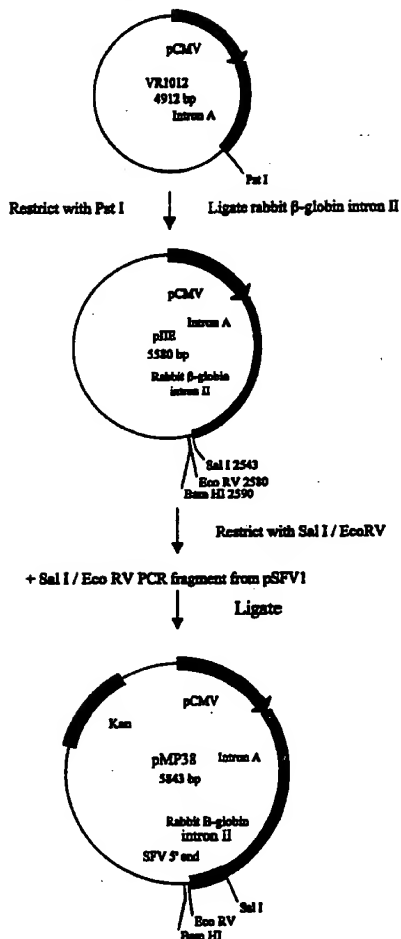 pCMV
VR1012
4912 bp
Intron A
Pst I
Restrict with Pst I
Ligate rabbit β-globin intron II
pCMV
Intron A
pIIE
5580 bp
Rabbit β-globin
intron II
Sal I 2543
Eco RV 2580
Bam HI 2590
Restrict with Sal I / EcoRV
+ Sal I / Eco RV PCR fragment from pSFV1
Ligate
pCMV
Kan
pMP38
5843 bp
Intron A
Rabbit B-globin
intron II
SFV 5' end
Sal I
Eco RV
Bam HI